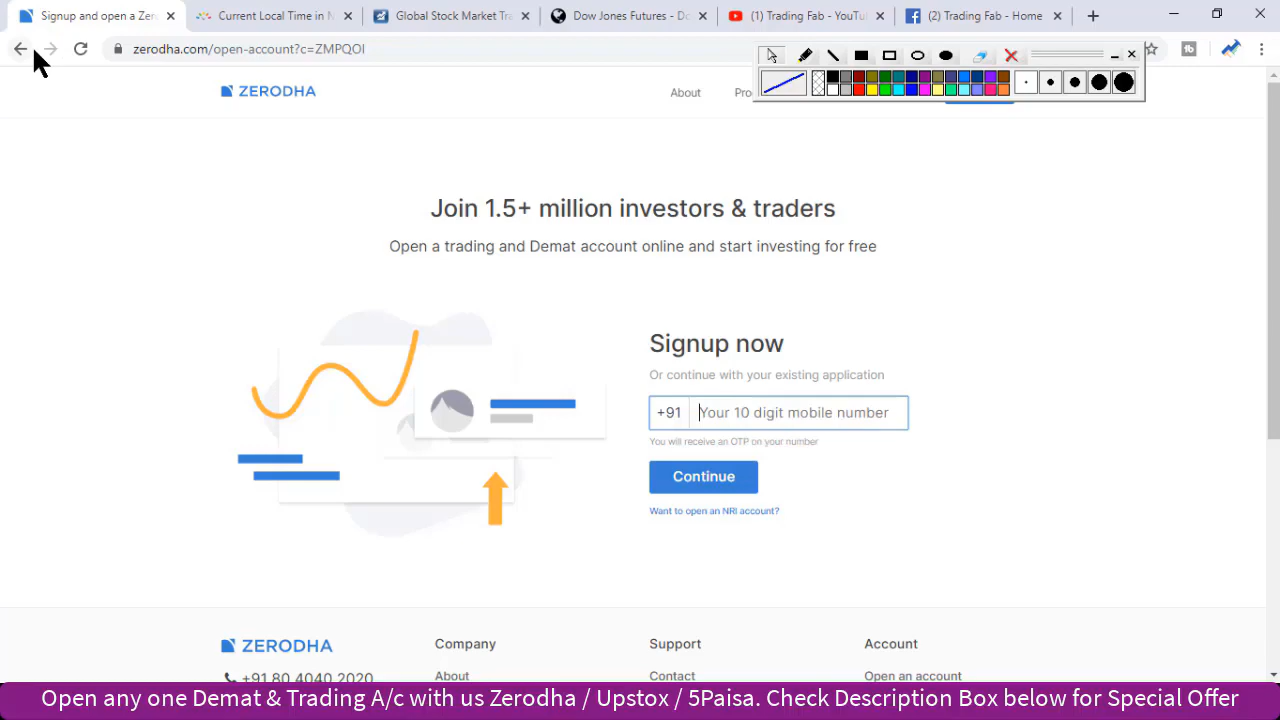 Signup and open a Zer
Current Local Time in N
Global Stock Market Tra
Dow Jones Futures - Do
(1) Trading Fab - YouTu
(2) Trading Fab - Home
zerodha.com/open-account?c=ZMPQOI
ZERODHA
About
Pro
Join 1.5+ million investors & traders
Open a trading and Demat account online and start investing for free
Signup now
Or continue with your existing application
+91 Your 10 digit mobile number
You will receive an OTP on your number
Continue
Want to open an NRI account?
ZERODHA
Company
Support
Account
+91 80 4040 2020
About
Contact
Open an account
Open any one Demat & Trading A/c with us Zerodha / Upstox / 5Paisa. Check Description Box below for Special Offer